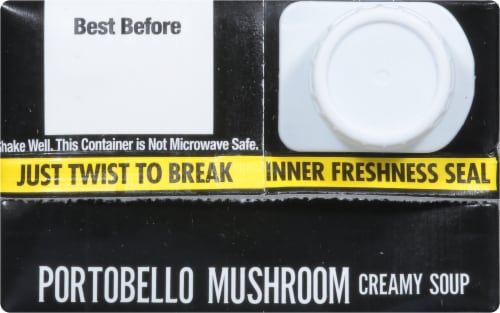 Best Before
Shake Well. This Container is Not Microwave Safe.
JUST TWIST TO BREAK INNER FRESHNESS SEAL
PORTOBELLO MUSHROOM CREAMY SOUP